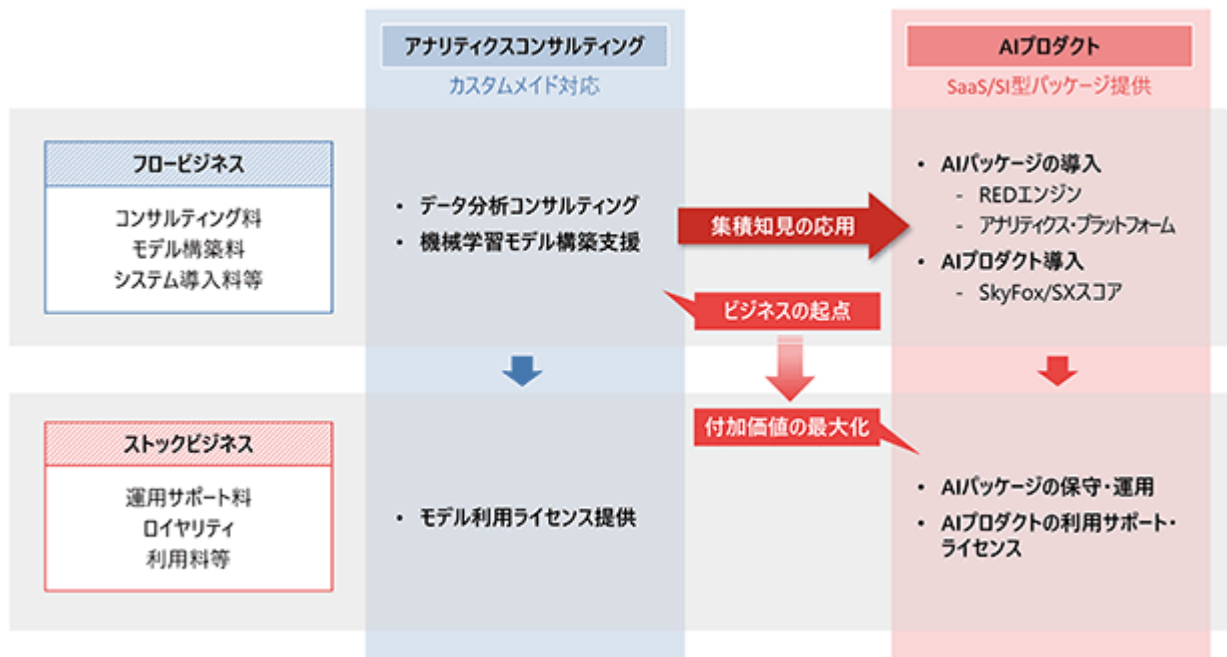 アナリティクスコンサルティング
カスタムメイド対応
AIプロダクト
SaaS/SI型パッケージ提供
フロービジネス
コンサルティング料
モデル構築料
システム導入料等
・ データ分析コンサルティング
・ 機械学習モデル構築支援
集積知見の応用
ビジネスの起点
・ AIパッケージの導入
- REDエンジン
- アナリティクス・プラットフォーム
・ AIプロダクト導入
- SkyFox/SXスコア
付加価値の最大化
ストックビジネス
運用サポート料
ロイヤリティ
利用料等
・ モデル利用ライセンス提供
・ AIパッケージの保守・運用
・ AIプロダクトの利用サポート・
ライセンス